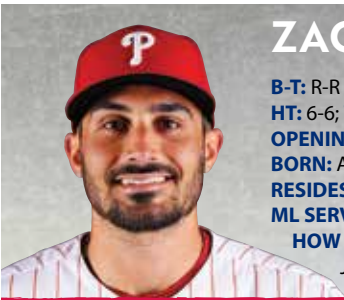 P
ZAC
B-T: R-R
HT: 6-6;
OPENIN
BORN: A
RESIDES
ML SERV
HOW